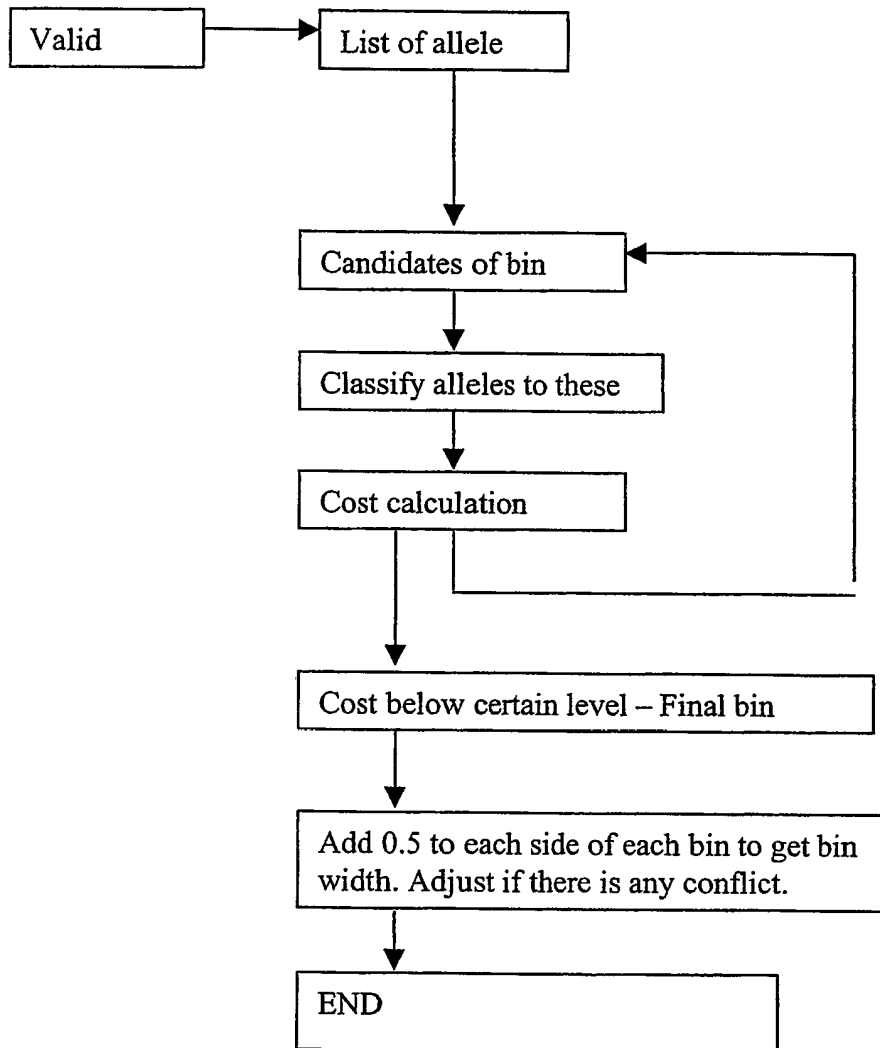 Valid
List of allele
Candidates of bin
Classify alleles to these
Cost calculation
Cost below certain level – Final bin
Add 0.5 to each side of each bin to get bin
width. Adjust if there is any conflict.
END